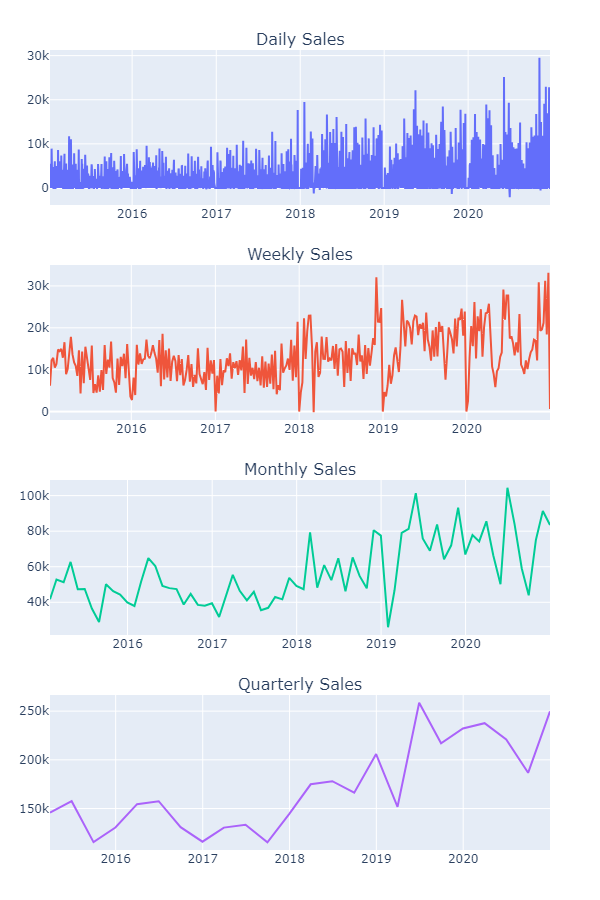 Daily Sales
30k
20k
10k
0
2016 2017 2018 2019 2020
Weekly Sales
30k
20k
10k
0
2016 2017 2018 2019 2020
Monthly Sales
100k
80k
60k
40k
2016 2017 2018 2019 2020
Quarterly Sales
250k
200k
150k
2016 2017 2018 2019 2020